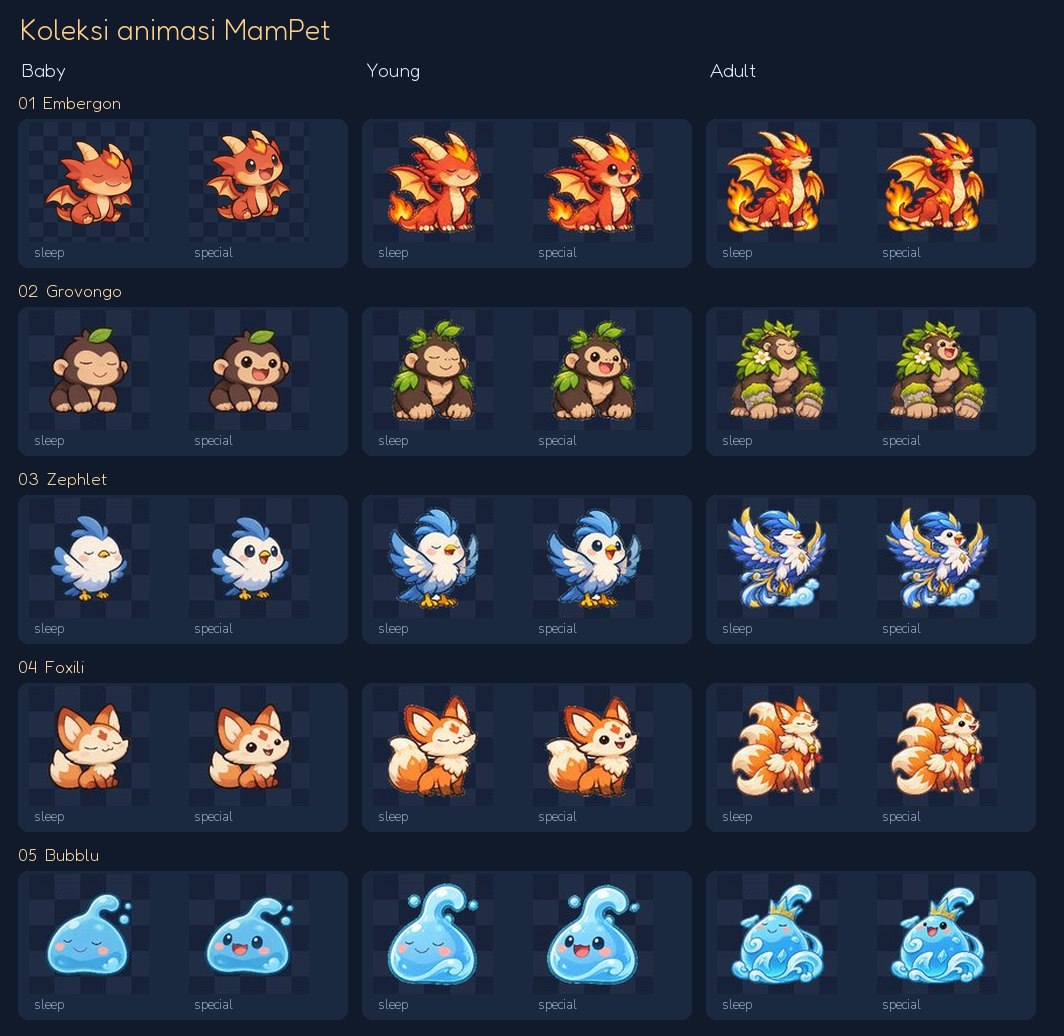 Koleksi animasi MamPet
Baby Young Adult
01 Embergon
sleep special sleep special sleep special
02 Grovongo
sleep special sleep special sleep special
03 Zephlet
sleep special sleep special sleep special
04 Foxili
sleep special sleep special sleep special
05 Bubblu
sleep special sleep special sleep special